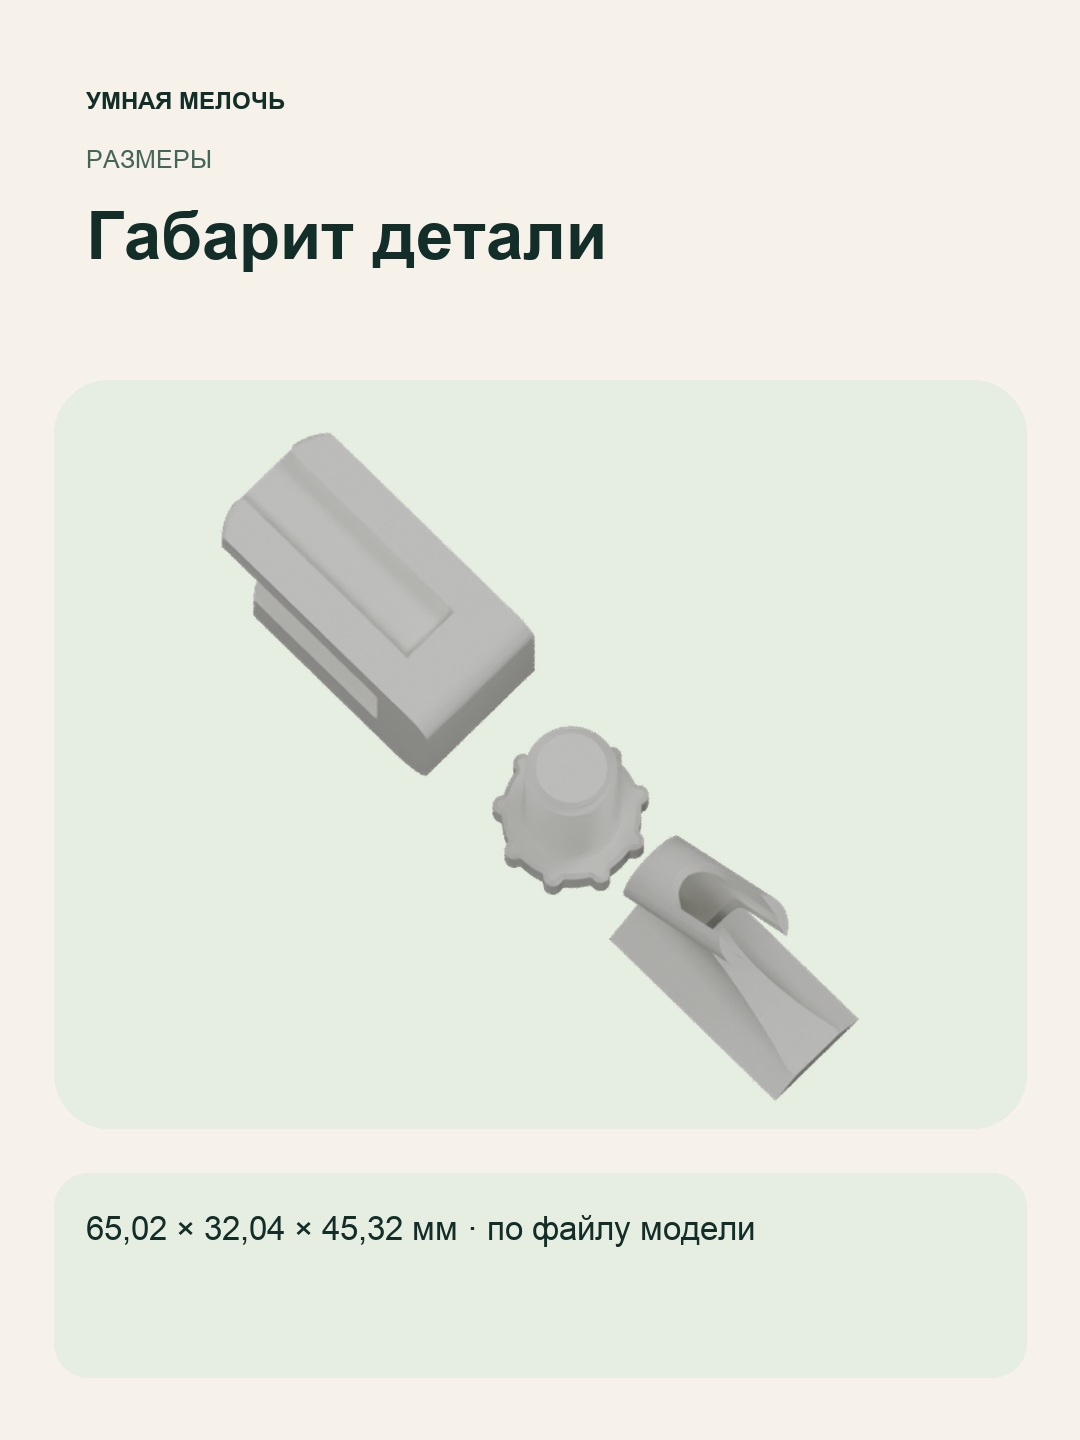 УМНАЯ МЕЛОЧЬ
РАЗМЕРЫ
Габарит детали
65,02 × 32,04 × 45,32 мм · по файлу модели